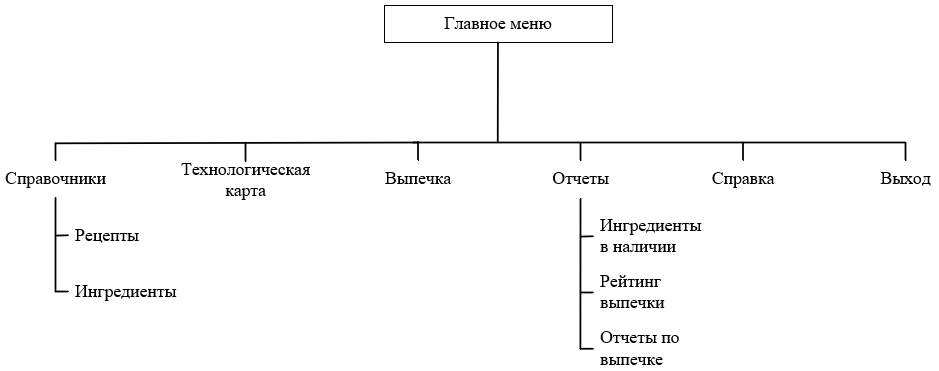 Главное меню
Справочники
Технологическая
карта
Выпечка
Отчеты
Справка
Выход
Рецепты
Ингредиенты
Ингредиенты
в наличии
Рейтинг
выпечки
Отчеты по
выпечке